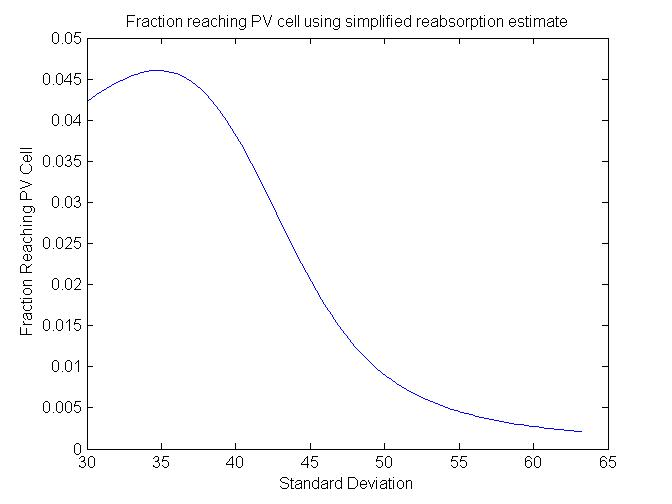 Fraction reaching PV cell using simplified reabsorption estimate
0.05
0.045
0.04
0.035
0.03
0.025
0.02
0.015
0.01
0.005
0
Fraction Reaching PV Cell
30 35 40 45 50 55 60 65
Standard Deviation